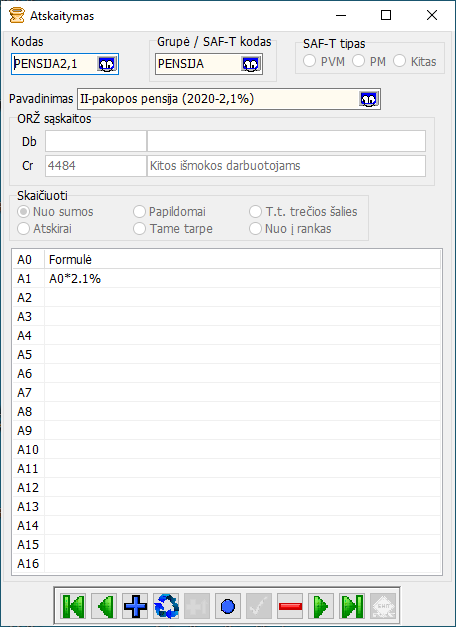 Atskaitymas
Kodas
Grupė / SAF-T kodas
SAF-T tipas
PENSIJA2,1
PENSIJA
PVM
PM
Kitas
Pavadinimas
II-pakopos pensija (2020-2,1%)
ORŽ sąskaitos
Db
Cr
4484
Kitos išmokos darbuotojams
Skaičiuoti
Nuo sumos
Papildomai
T.t. trečios šalies
Atskirai
Tame tarpe
Nuo į rankas
A0
Formulė
A1
A0*2.1%
A2
A3
A4
A5
A6
A7
A8
A9
A10
A11
A12
A13
A14
A15
A16